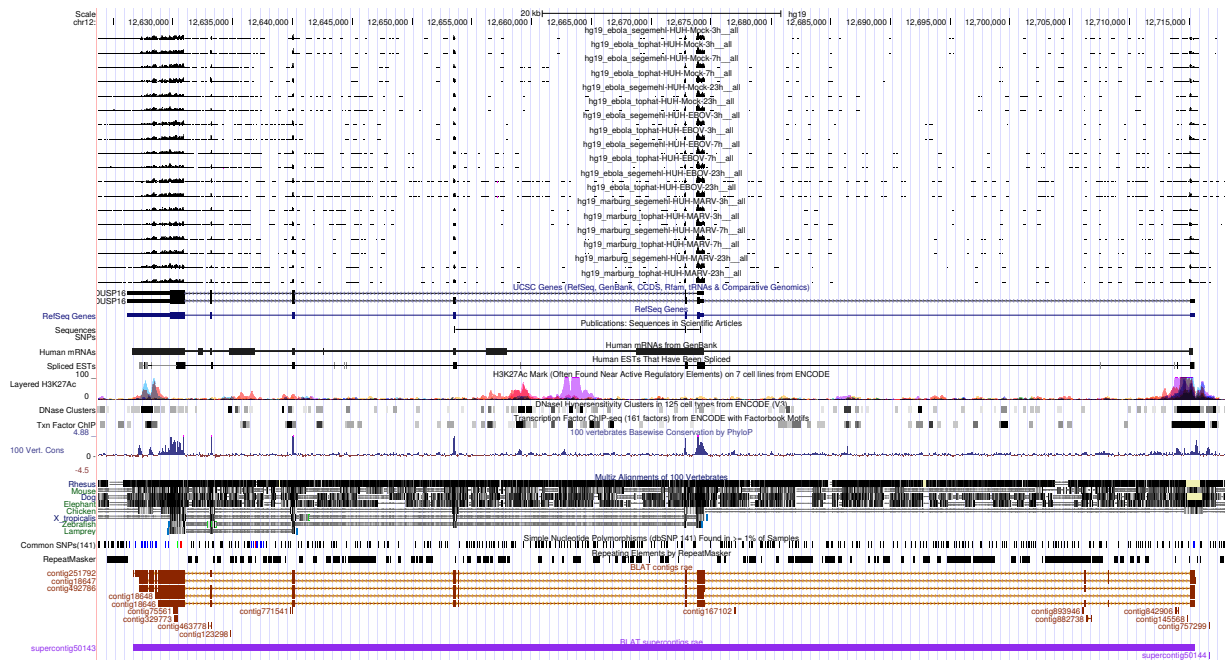 Scale 20 kb hg19
chr12: 12,630,000 12,635,000 12,640,000 12,645,000 12,650,000 12,655,000 12,660,000 12,665,000 12,670,000 12,675,000 12,680,000 12,685,000 12,690,000 12,695,000 12,700,000 12,705,000 12,710,000 12,715,000
hg19_ebola_segemehl-HUH-Mock-3h__all
hg19_ebola_tophat-HUH-Mock-3h__all
hg19_ebola_segemehl-HUH-Mock-7h__all
hg19_ebola_tophat-HUH-Mock-7h__all
hg19_ebola_segemehl-HUH-Mock-23h__all
hg19_ebola_tophat-HUH-Mock-23h__all
hg19_ebola_segemehl-HUH-EBOV-3h__all
hg19_ebola_tophat-HUH-EBOV-3h__all
hg19_ebola_segemehl-HUH-EBOV-7h__all
hg19_ebola_tophat-HUH-EBOV-7h__all
hg19_ebola_segemehl-HUH-EBOV-23h__all
hg19_ebola_tophat-HUH-EBOV-23h__all
hg19_marburg_segemehl-HUH-MARV-3h__all
hg19_marburg_tophat-HUH-MARV-3h__all
hg19_marburg_segemehl-HUH-MARV-7h__all
hg19_marburg_tophat-HUH-MARV-7h__all
hg19_marburg_segemehl-HUH-MARV-23h__all
hg19_marburg_tophat-HUH-MARV-23h__all
UCSC Genes (RefSeq, GenBank, CCDS, Rfam, tRNAs & Comparative Genomics)
DUSP16
DUSP16
RefSeq Genes
RefSeq Genes
Publications: Sequences in Scientific Articles
Sequences
SNPs
Human mRNAs from GenBank
Human mRNAs
Human ESTs That Have Been Spliced
Spliced ESTs
100 H3K27Ac Mark (Often Found Near Active Regulatory Elements) on 7 cell lines from ENCODE
Layered H3K27Ac
0
DNaseI Hypersensitivity Clusters in 125 cell types from ENCODE (V3)
DNase Clusters
Transcription Factor ChIP-seq (161 factors) from ENCODE with Factorbook Motifs
Txn Factor ChIP
4.88 100 vertebrates Basewise Conservation by PhyloP
100 Vert. Cons
0 -
-4.5
Multiz Alignments of 100 Vertebrates
Rhesus
Mouse
Dog
Elephant
Chicken
X_tropicalis
Zebrafish
Lamprey
Simple Nucleotide Polymorphisms (dbSNP 141) Found in >= 1% of Samples
Common SNPs(141)
Repeating Elements by RepeatMasker
RepeatMasker
BLAT contigs rae
contig251792
contig18647
contig492786
contig18648
contig18646
contig75561 contig771541 contig167102 contig893946 contig842906
contig329773 contig882738 contig145568
contig463778 contig757299
contig123298
BLAT supercontigs rae
supercontig50143
supercontig50144